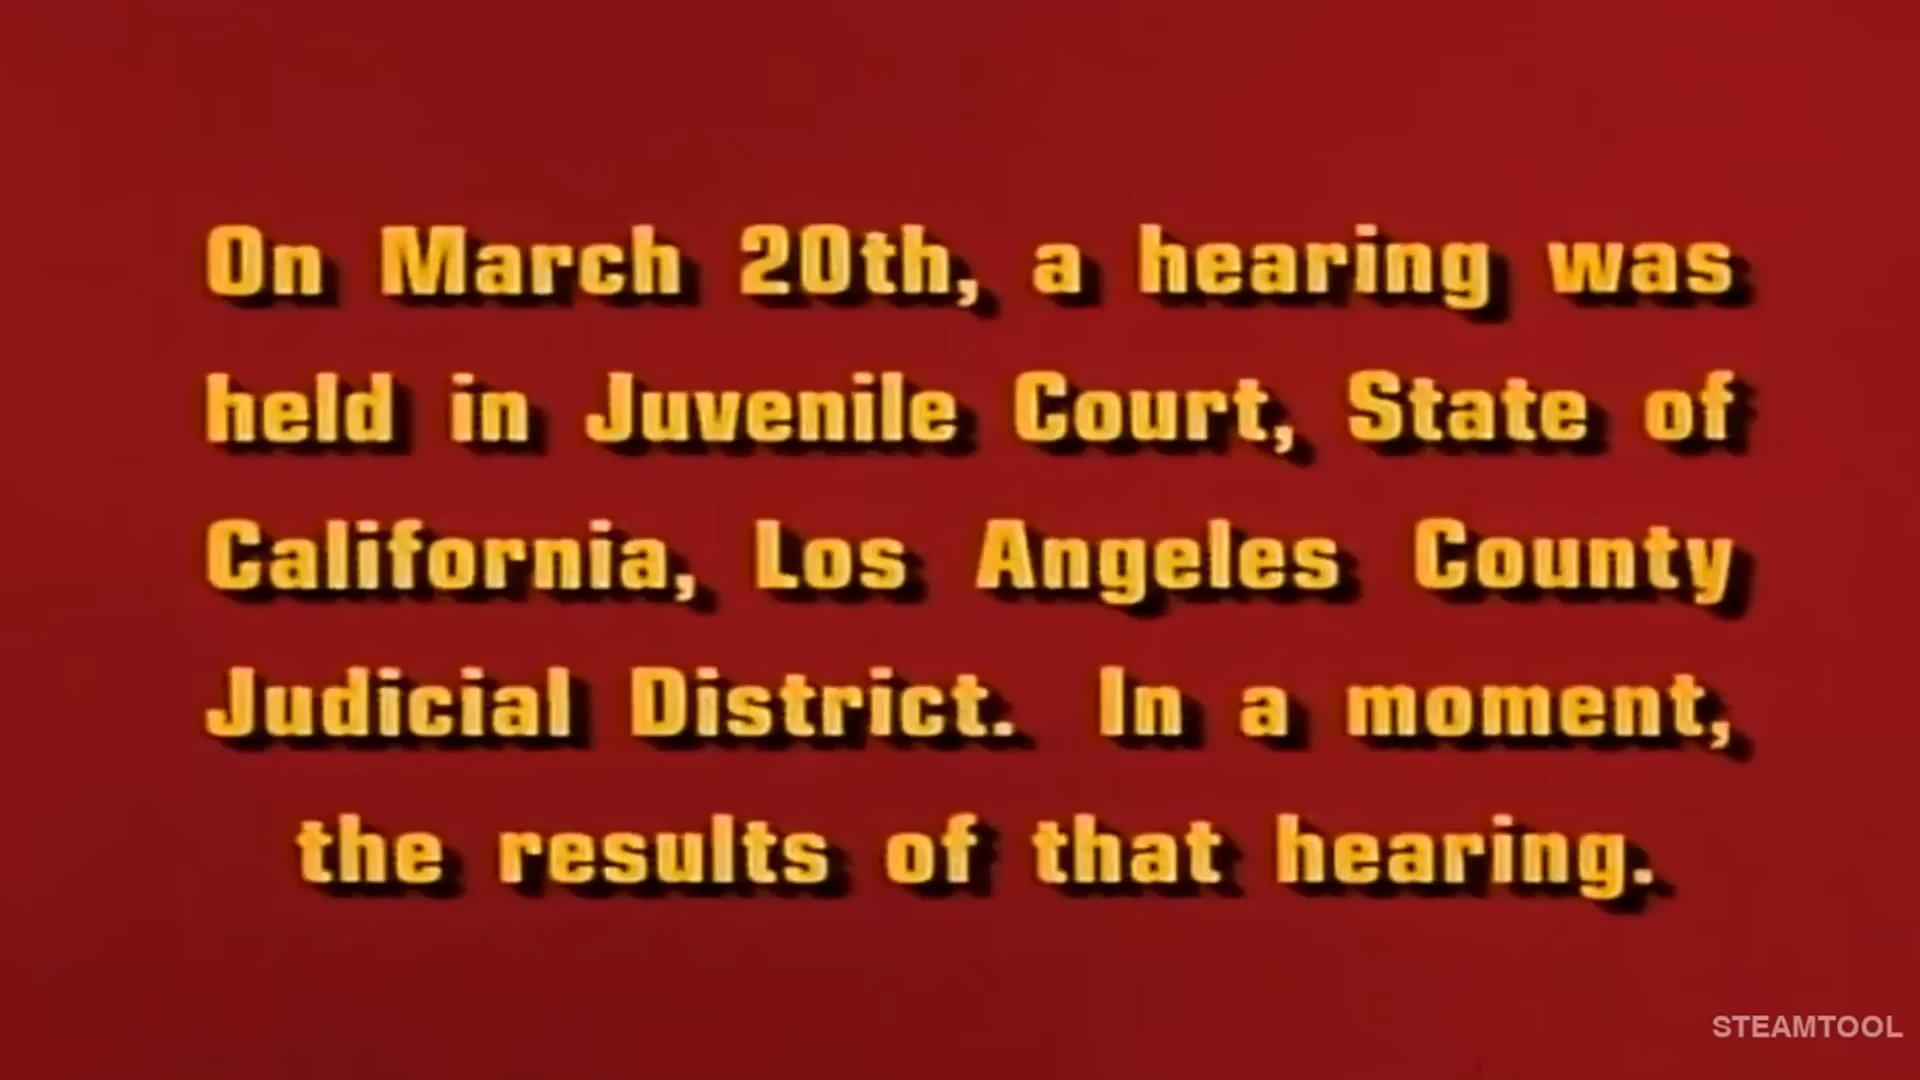 On March 20th, a hearing was
held in Juvenile Court, State of
California, Los Angeles County
Judicial District. In a moment,
the results of that hearing.
STEAMTOOL